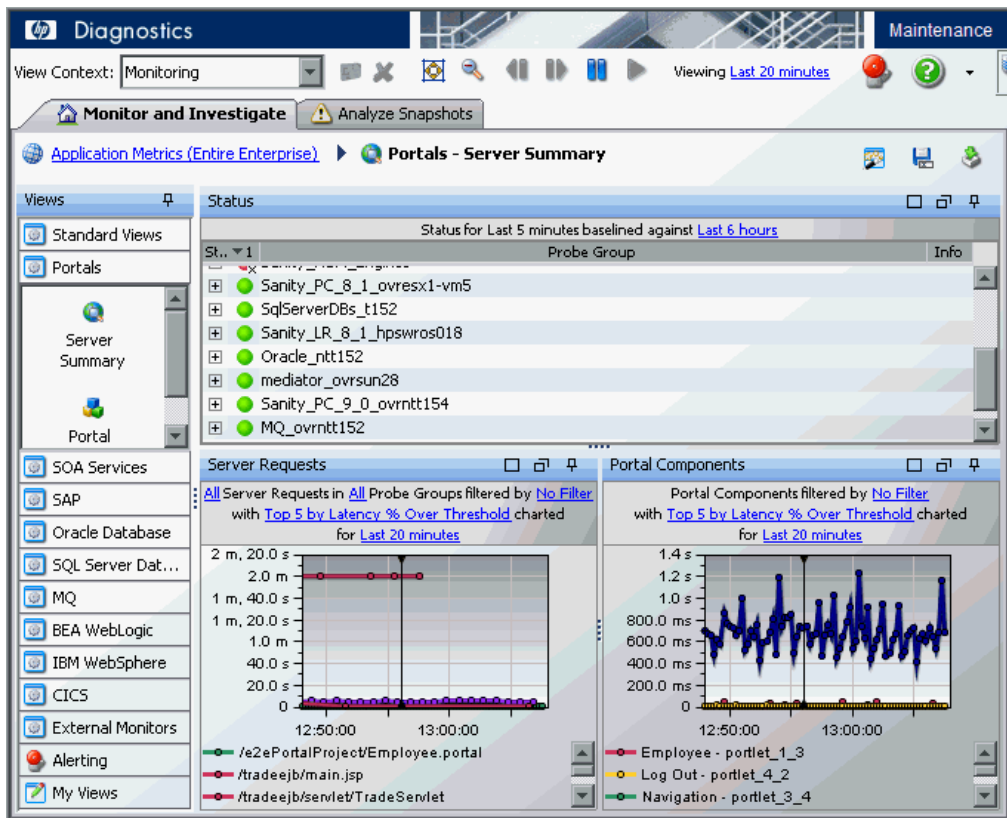 hp Diagnostics Maintenance
View Context: Monitoring Viewing Last 20 minutes ?
Monitor and Investigate Analyze Snapshots
Application Metrics (Entire Enterprise) Portals - Server Summary
Views
Standard Views
Portals
Server
Summary
Portal
SOA Services
SAP
Oracle Database
SQL Server Dat...
MQ
BEA WebLogic
IBM WebSphere
CICS
External Monitors
Alerting
My Views
Status
Status for Last 5 minutes baselined against Last 6 hours
St.. 1 Probe Group Info
Sanity_PC_8_1_ovresx1-vm5
SqlServerDBs_t152
Sanity_LR_8_1_hpswros018
Oracle_ntt152
mediator_ovrsun28
Sanity_PC_9_0_ovrntt154
MQ_ovrntt152
Server Requests
All Server Requests in All Probe Groups filtered by No Filter
with Top 5 by Latency % Over Threshold charted
for Last 20 minutes
2 m, 20.0 s
2.0 m
1 m, 40.0 s
1 m, 20.0 s
1.0 m
40.0 s
20.0 s
0
12:50:00 13:00:00
/e2ePortalProject/Employee.portal
/tradeejb/main.jsp
/tradeejb/servlet/TradeServlet
Portal Components
Portal Components filtered by No Filter
with Top 5 by Latency % Over Threshold charted
for Last 20 minutes
1.4 s
1.2 s
1.0 s
800.0 ms
600.0 ms
400.0 ms
200.0 ms
0
12:50:00 13:00:00
Employee - portlet_1_3
Log Out - portlet_4_2
Navigation - portlet_3_4